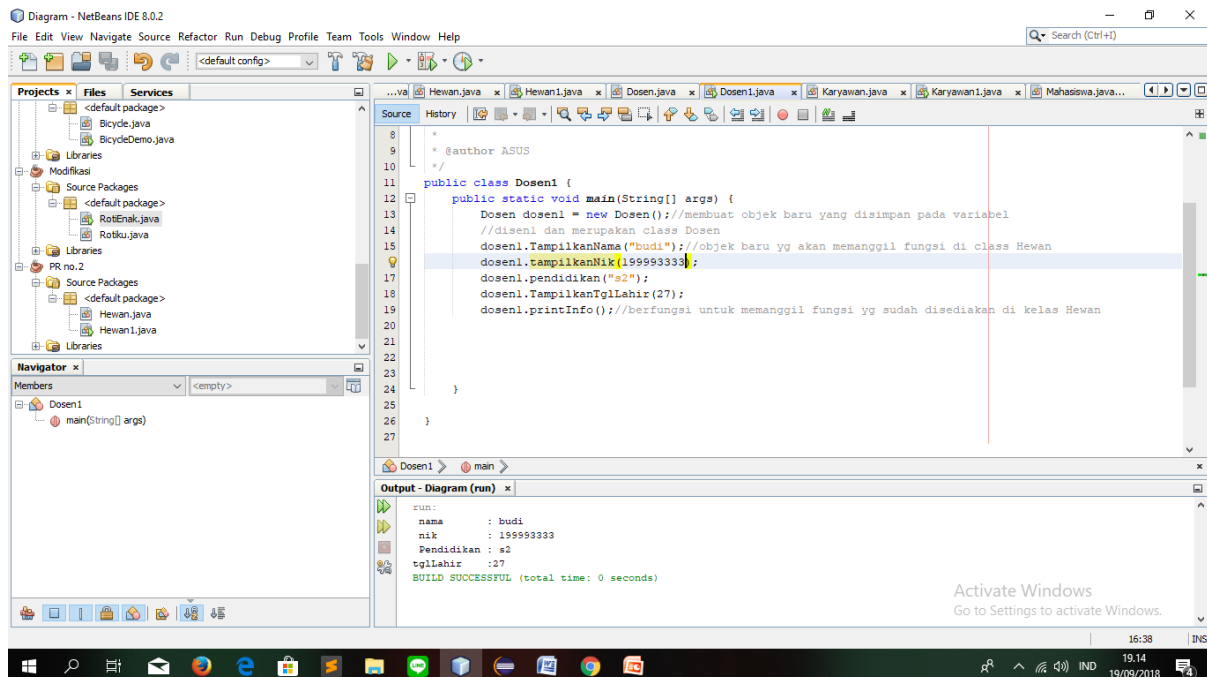 Diagram - NetBeans IDE 8.0.2
File Edit View Navigate Source Refactor Run Debug Profile Team Tools Window Help
Search (Ctrl+I)
<default config>
Projects Files Services
<default package>
Bicycle.java
BicycleDemo.java
Libraries
Modifikasi
Source Packages
<default package>
RotiEnak.java
Rotiku.java
Libraries
PR no.2
Source Packages
<default package>
Hewan.java
Hewan1.java
Libraries
Navigator
Members
<empty>
Dosen1
main(String[] args)
...va Hewan.java Hewan1.java Dosen.java Dosen1.java Karyawan.java Karyawan1.java Mahasiswa.java...
Source History
8 *
9 * @author ASUS
10 */
11 public class Dosen1 {
12 public static void main(String[] args) {
13 Dosen dosen1 = new Dosen();//membuat objek baru yang disimpan pada variabel
14 //disen1 dan merupakan class Dosen
15 dosen1.TampilkanNama("budi");//objek baru yg akan memanggil fungsi di class Hewan
dosen1.tampilkanNik(199993333);
17 dosen1.pendidikan("s2");
18 dosen1.TampilkanTglLahir(27);
19 dosen1.printInfo();//berfungsi untuk memanggil fungsi yg sudah disediakan di kelas Hewan
20
21
22
23
24 }
25
26 }
27
Dosen1 main
Output - Diagram (run)
run:
nama : budi
nik : 199993333
Pendidikan : s2
tglLahir :27
BUILD SUCCESSFUL (total time: 0 seconds)
Activate Windows
Go to Settings to activate Windows.
16:38 INS
IND
19.14
19/09/2018